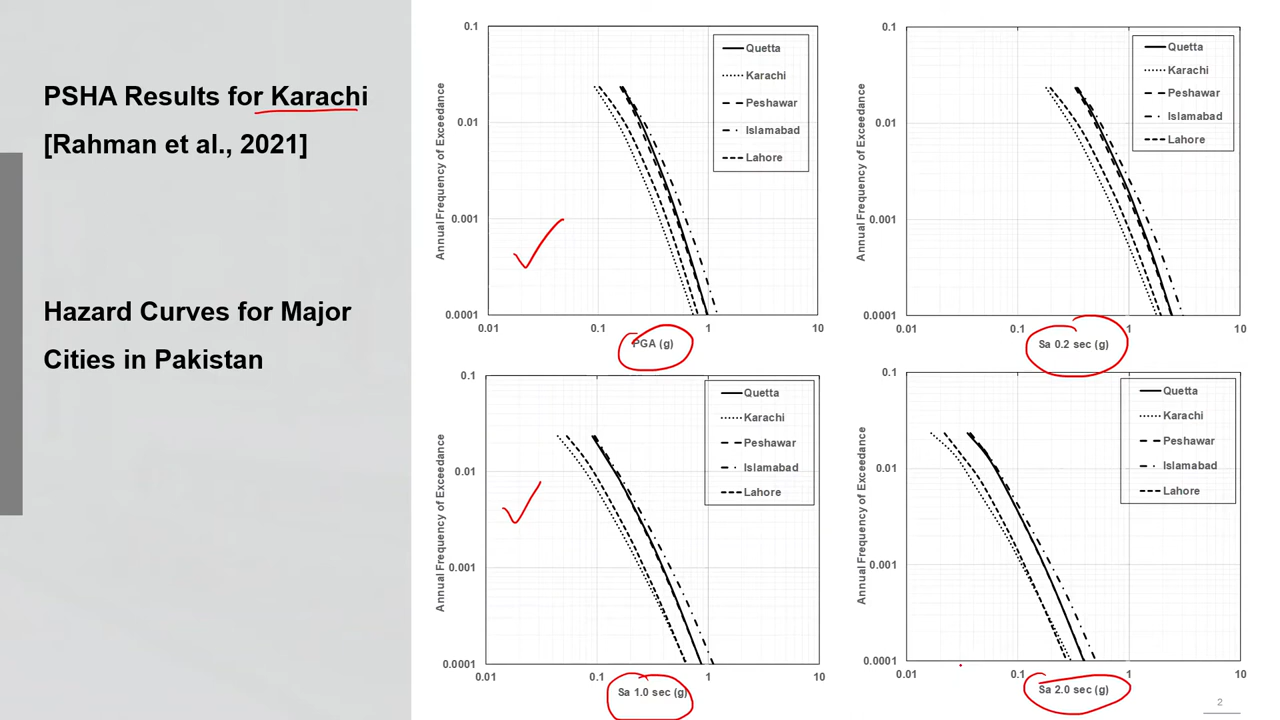 PSHA Results for Karachi
[Rahman et al., 2021]
Hazard Curves for Major
Cities in Pakistan
0.1
0.01
0.001
0.0001
Annual Frequency of Exceedance
Quetta
Karachi
Peshawar
Islamabad
Lahore
0.01 0.1 1 10
PGA (g)
0.1
0.01
0.001
0.0001
Annual Frequency of Exceedance
Quetta
Karachi
Peshawar
Islamabad
Lahore
0.01 0.1 1 10
Sa 0.2 sec (g)
0.1
0.01
0.001
0.0001
Annual Frequency of Exceedance
Quetta
Karachi
Peshawar
Islamabad
Lahore
0.01 0.1 1 10
Sa 1.0 sec (g)
0.1
0.01
0.001
0.0001
Annual Frequency of Exceedance
Quetta
Karachi
Peshawar
Islamabad
Lahore
0.01 0.1 1 10
Sa 2.0 sec (g)
2